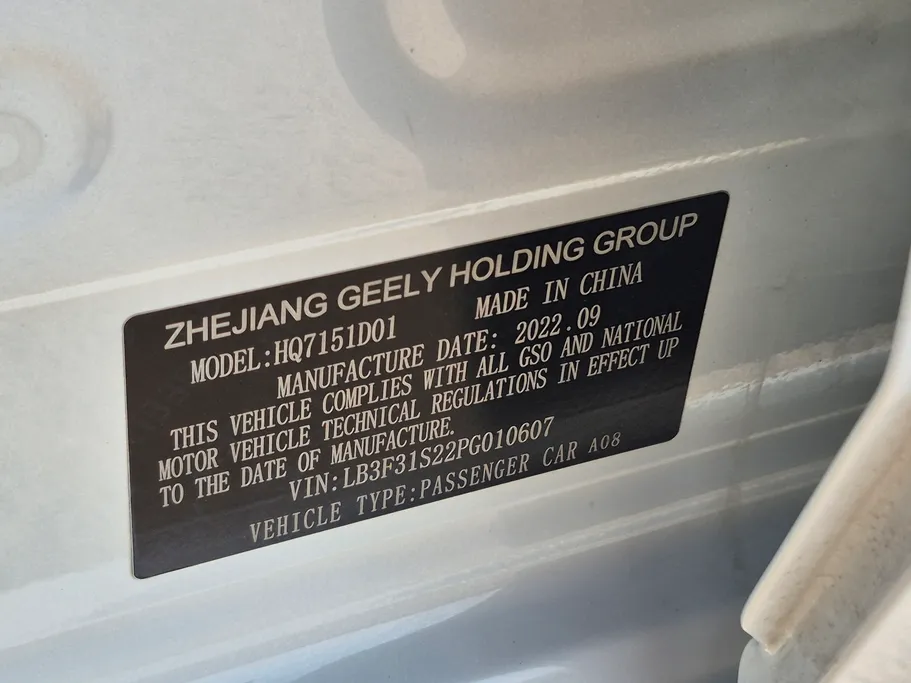 ZHEJIANG GEELY HOLDING GROUP
MODEL:HQ7151D01 MADE IN CHINA
MANUFACTURE DATE: 2022.09
THIS VEHICLE COMPLIES WITH ALL GSO AND NATIONAL
MOTOR VEHICLE TECHNICAL REGULATIONS IN EFFECT UP
TO THE DATE OF MANUFACTURE.
VIN:LB3F31S22PG010607
VEHICLE TYPE:PASSENGER CAR A08